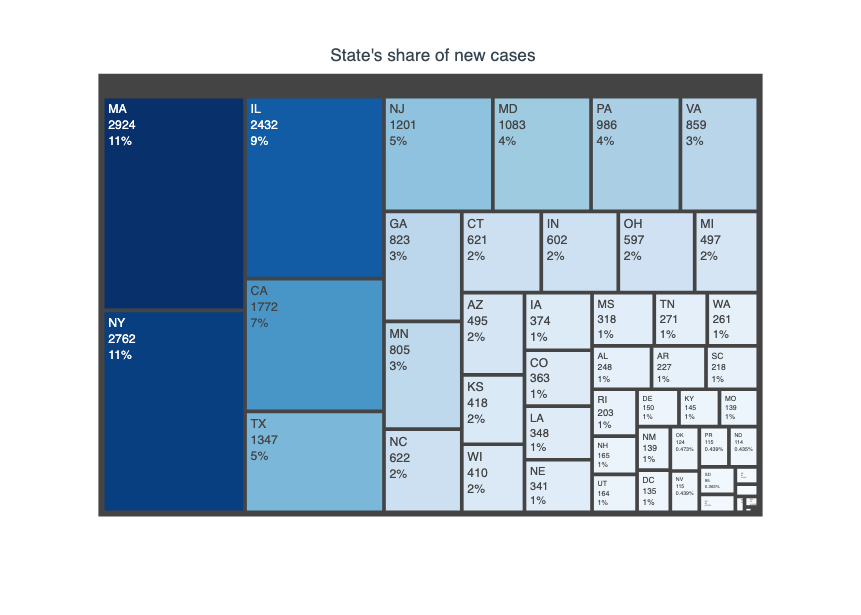 State's share of new cases
MA
2924
11%
NY
2762
11%
IL
2432
9%
CA
1772
7%
TX
1347
5%
NJ
1201
5%
MD
1083
4%
PA
986
4%
VA
859
3%
GA
823
3%
MN
805
3%
NC
622
2%
CT
621
2%
IN
602
2%
OH
597
2%
MI
497
2%
AZ
495
2%
KS
418
2%
WI
410
2%
IA
374
1%
CO
363
1%
LA
348
1%
NE
341
1%
MS
318
1%
TN
271
1%
WA
261
1%
AL
248
1%
AR
227
1%
SC
218
1%
RI
203
1%
NH
165
1%
UT
164
1%
DE
150
1%
KY
145
1%
MO
139
1%
NM
139
1%
DC
135
1%
OK
124
0.473%
NV
115
0.439%
PR
115
0.439%
ND
114
0.435%
SD